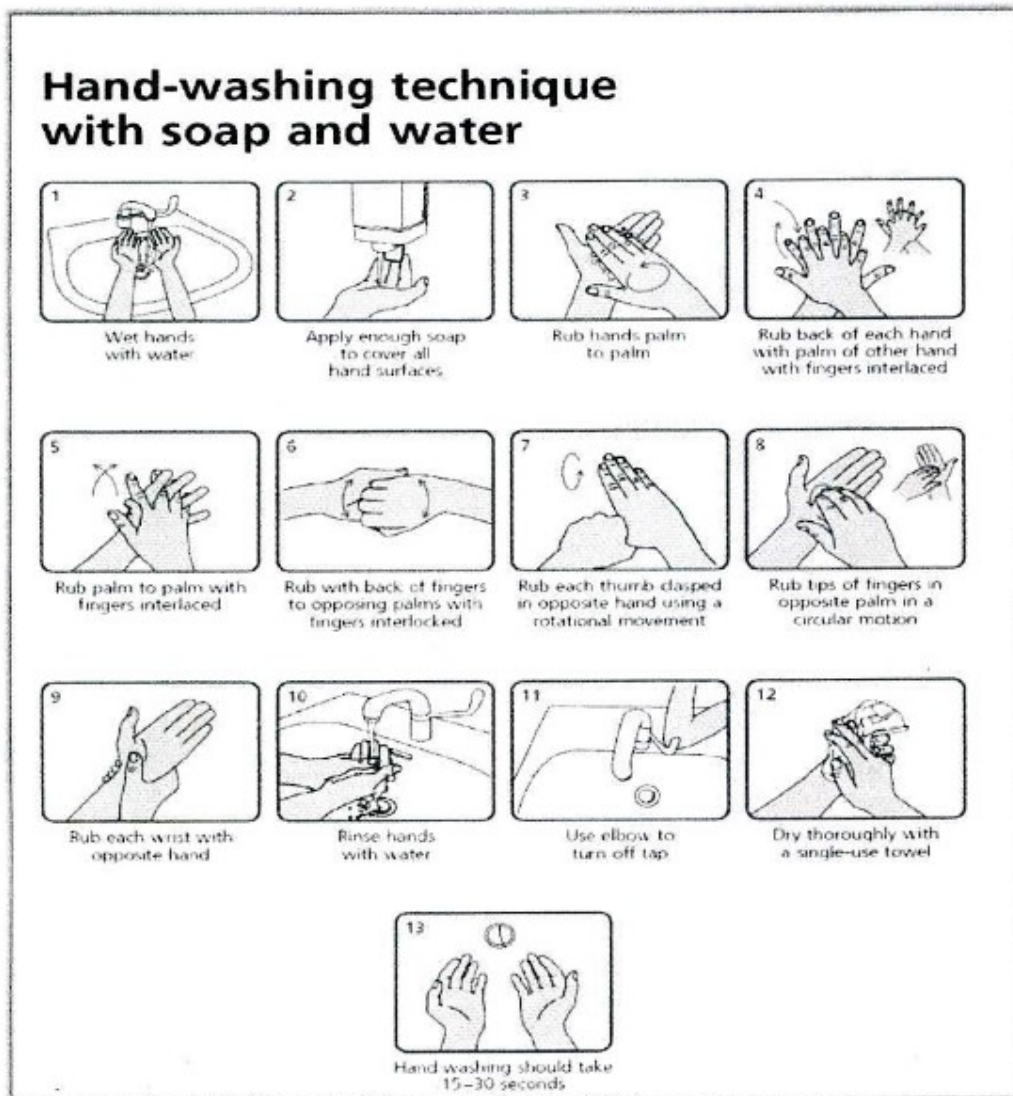 Hand-washing technique
with soap and water
1
Wet hands
with water
2
Apply enough soap
to cover all
hand surfaces
3
Rub hands palm
to palm
4
Rub back of each hand
with palm of other hand
with fingers interlaced
5
Rub palm to palm with
fingers interlaced
6
Rub with back of fingers
to opposing palms with
fingers interlocked
7
Rub each thumb clasped
in opposite hand using a
rotational movement
8
Rub tips of fingers in
opposite palm in a
circular motion
9
Rub each wrist with
opposite hand
10
Rinse hands
with water
11
Use elbow to
turn off tap
12
Dry thoroughly with
a single-use towel
13
Hand washing should take
15–30 seconds